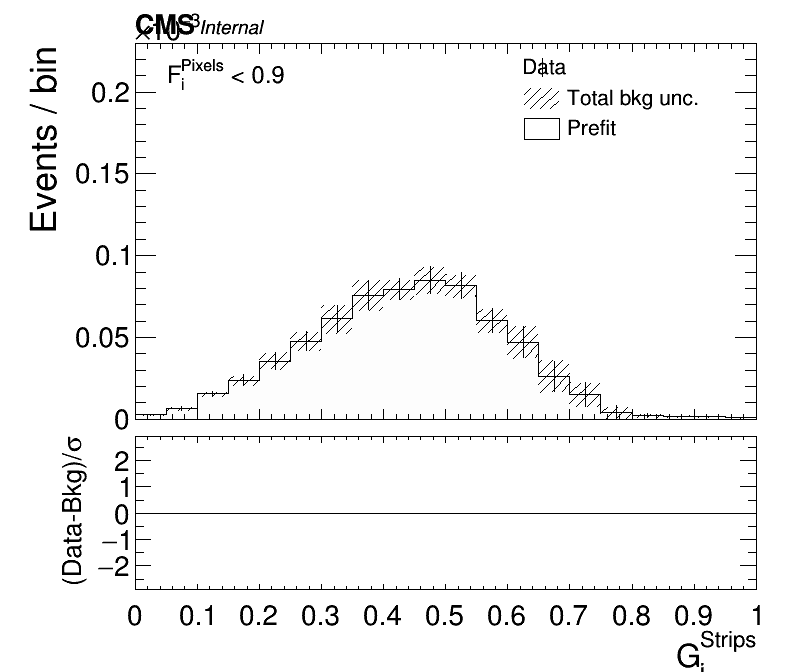 CMS Internal
×10³
F_i^Pixels < 0.9
Data
Total bkg unc.
Prefit
Events / bin
0.2
0.15
0.1
0.05
0
(Data-Bkg)/σ
2
1
0
−1
−2
0 0.1 0.2 0.3 0.4 0.5 0.6 0.7 0.8 0.9 1
G_i^Strips